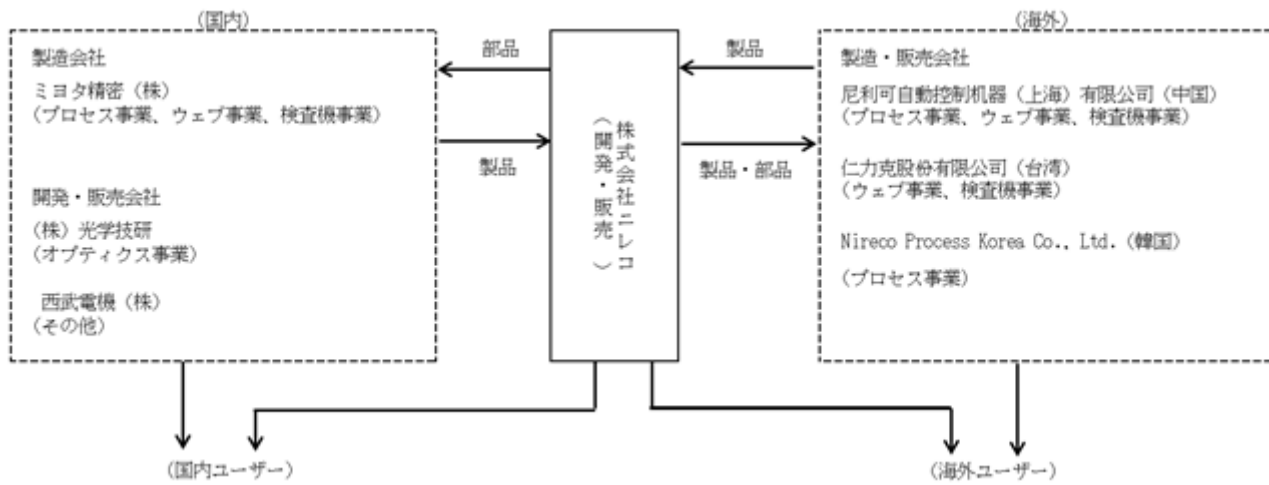 (国内)
製造会社
ミヨタ精密(株)
(プロセス事業、ウェブ事業、検査機事業)
開発・販売会社
(株)光学技研
(オプティクス事業)
西武電機(株)
(その他)
部品
製品
株式会社ニレコ
(開発・販売)
製品
製品・部品
(海外)
製造・販売会社
尼利可自動控制机器(上海)有限公司(中国)
(プロセス事業、ウェブ事業、検査機事業)
仁力克股份有限公司(台湾)
(ウェブ事業、検査機事業)
Nireco Process Korea Co., Ltd.(韓国)
(プロセス事業)
(国内ユーザー)
(海外ユーザー)